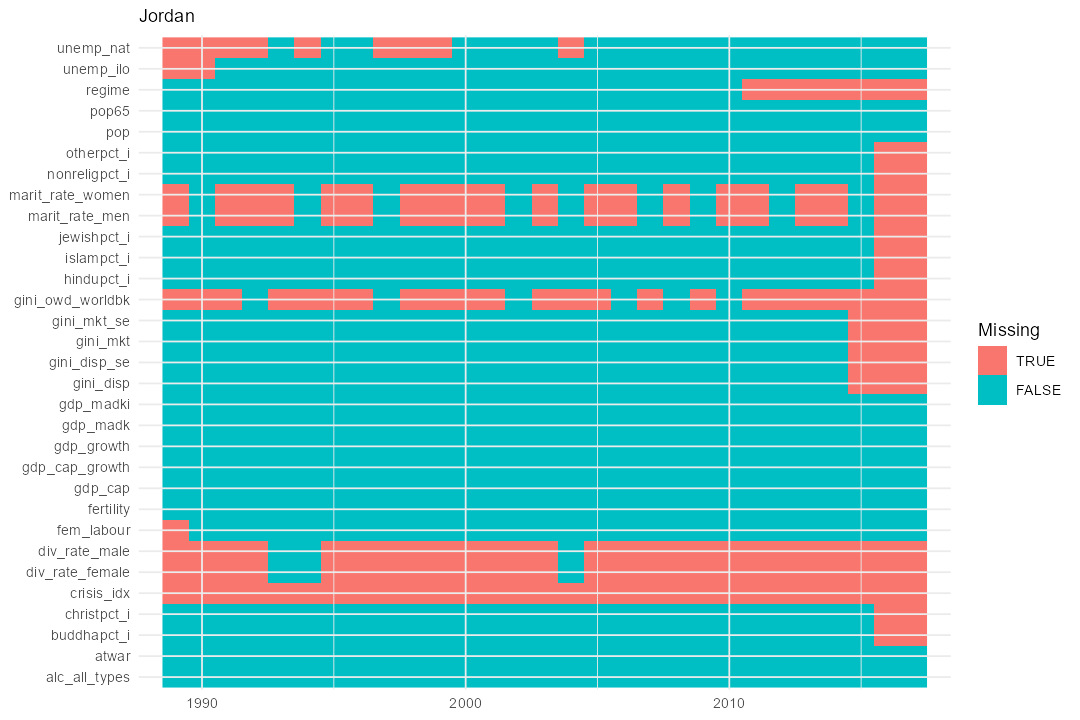 Jordan
unemp_nat
unemp_ilo
regime
pop65
pop
otherpct_i
nonreligpct_i
marit_rate_women
marit_rate_men
jewishpct_i
islampct_i
hindupct_i
gini_owd_worldbk
gini_mkt_se
gini_mkt
gini_disp_se
gini_disp
gdp_madki
gdp_madk
gdp_growth
gdp_cap_growth
gdp_cap
fertility
fem_labour
div_rate_male
div_rate_female
crisis_idx
christpct_i
buddhapct_i
atwar
alc_all_types
1990 2000 2010
Missing
TRUE
FALSE